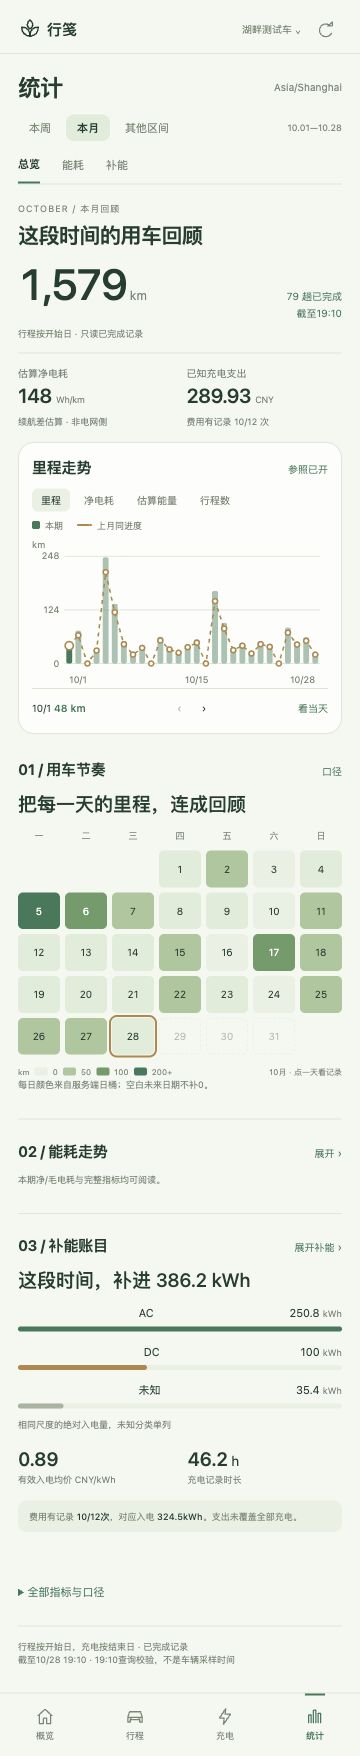 行笺
湖畔测试车
统计
Asia/Shanghai
本周 本月 其他区间 10.01—10.28
总览 能耗 补能
OCTOBER / 本月回顾
这段时间的用车回顾
1,579 km
79 趟已完成
截至19:10
行程按开始日 · 只读已完成记录
估算净电耗 已知充电支出
148 Wh/km 289.93 CNY
续航差估算 · 非电网侧 费用有记录 10/12 次
里程走势 参照已开
里程 净电耗 估算能量 行程数
本期 上月同进度
km
248
124
0
10/1 10/15 10/28
10/1 48 km ‹ › 看当天
01 / 用车节奏 口径
把每一天的里程，连成回顾
一 二 三 四 五 六 日
1 2 3 4
5 6 7 8 9 10 11
12 13 14 15 16 17 18
19 20 21 22 23 24 25
26 27 28 29 30 31
km 0 50 100 200+ 10月 · 点一天看记录
每日颜色来自服务端日桶；空白未来日期不补0。
02 / 能耗走势 展开 ›
本期净/毛电耗与完整指标均可阅读。
03 / 补能账目 展开补能 ›
这段时间，补进 386.2 kWh
AC 250.8 kWh
DC 100 kWh
未知 35.4 kWh
相同尺度的绝对入电量，未知分类单列
0.89 46.2 h
有效入电均价 CNY/kWh 充电记录时长
费用有记录 10/12次，对应入电 324.5kWh。支出未覆盖全部充电。
▶ 全部指标与口径
行程按开始日，充电按结束日 · 已完成记录
截至10/28 19:10 · 19:10查询校验，不是车辆采样时间
概览 行程 充电 统计